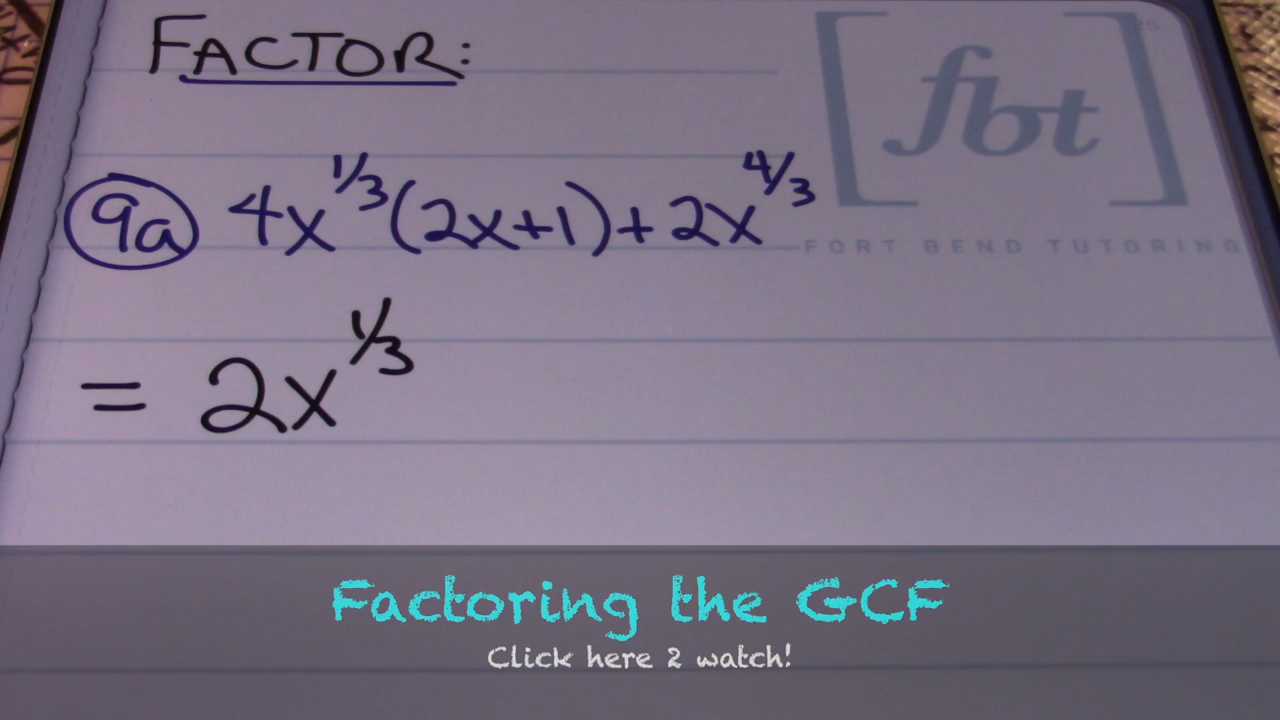 FACTOR:
fbt
9a 4x^{1/3}(2x+1)+2x^{4/3}
FORT BEND TUTORING
= 2x^{1/3}
Factoring the GCF
Click here 2 watch!